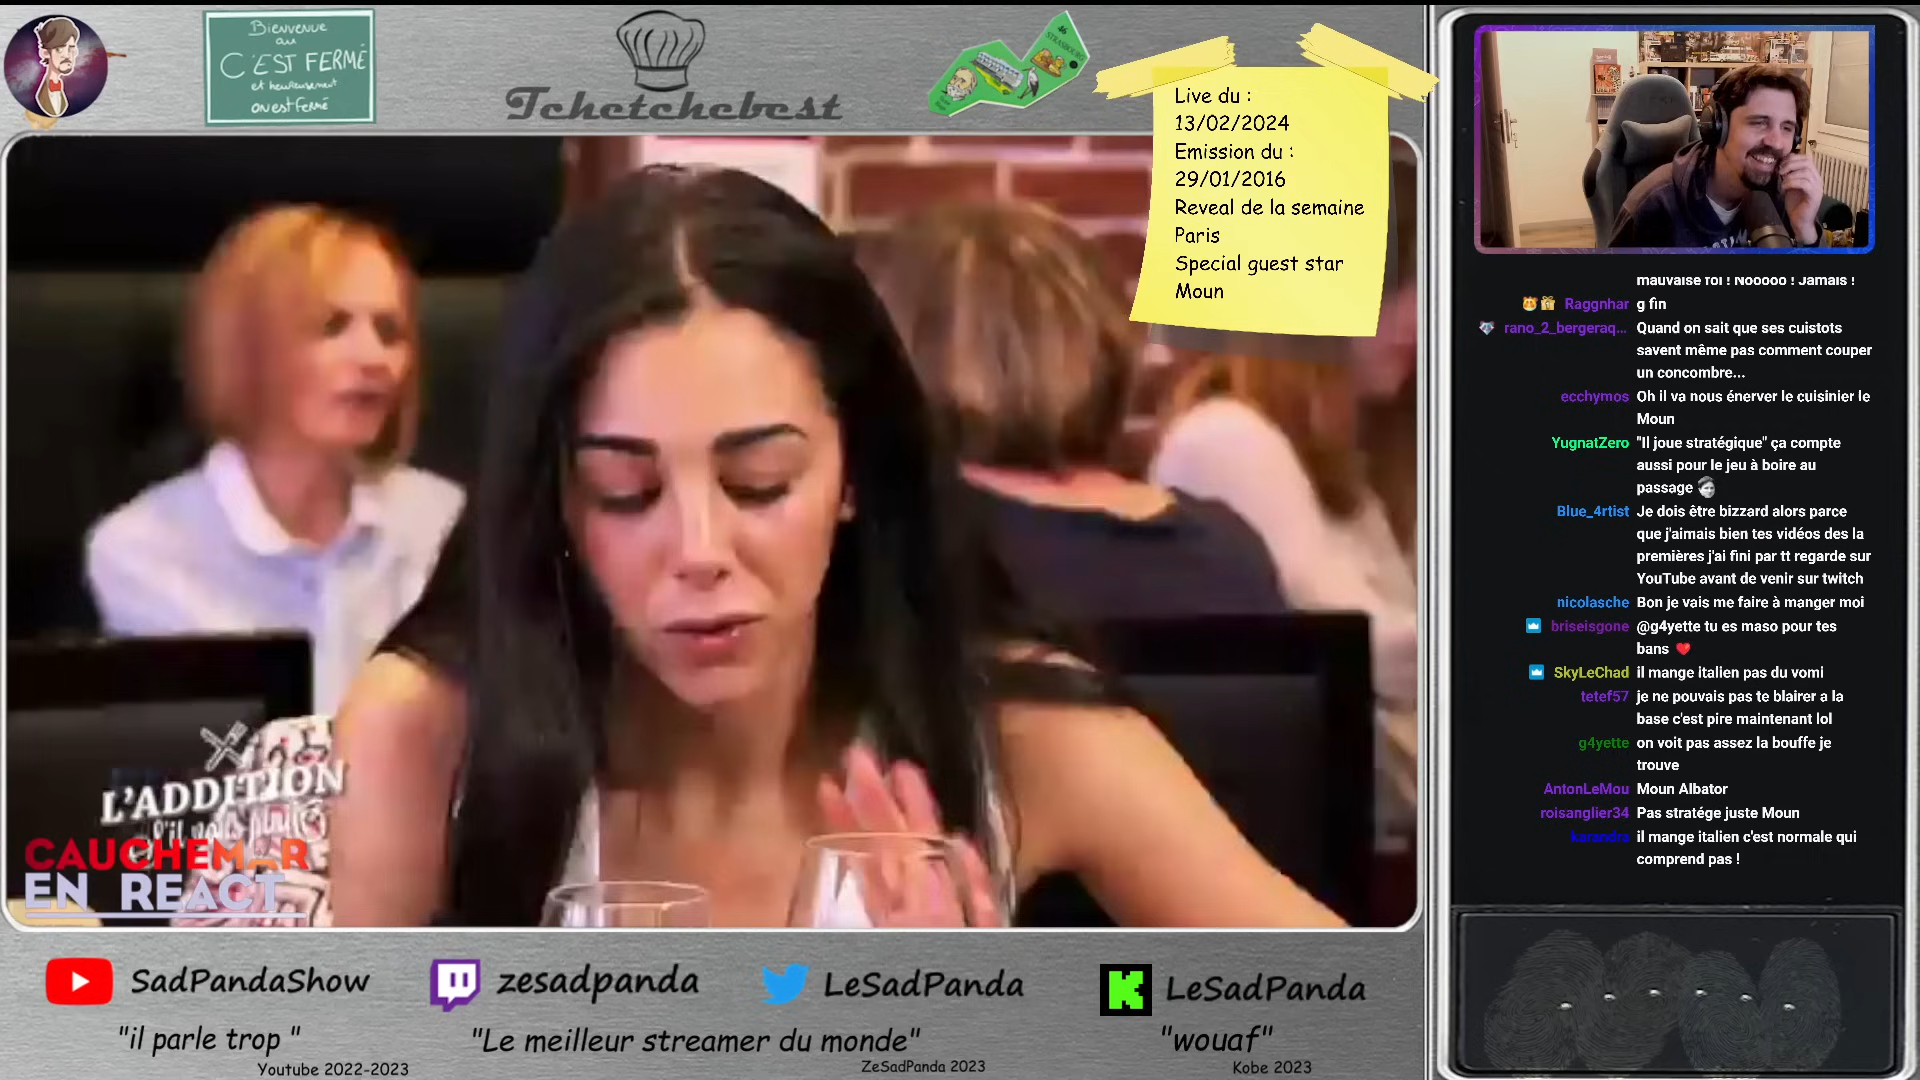 Bienvenue
au
C'EST FERMÉ
et heureusement
on est fermé
Tchetchebest
STRASBOURG
Live du :
13/02/2024
Emission du :
29/01/2016
Reveal de la semaine
Paris
Special guest star
Moun
mauvaise foi ! Nooooo ! Jamais !
Raggnhar g fin
rano_2_bergeraq... Quand on sait que ses cuistots
savent même pas comment couper
un concombre...
ecchymos Oh il va nous énerver le cuisinier le
Moun
YugnatZero "Il joue stratégique" ça compte
aussi pour le jeu à boire au
passage
Blue_4rtist Je dois être bizzard alors parce
que j'aimais bien tes vidéos des la
premières j'ai fini par tt regarde sur
YouTube avant de venir sur twitch
nicolasche Bon je vais me faire à manger moi
briseisgone @g4yette tu es maso pour tes
bans
SkyLeChad il mange italien pas du vomi
tetef57 je ne pouvais pas te blairer a la
base c'est pire maintenant lol
g4yette on voit pas assez la bouffe je
trouve
AntonLeMou Moun Albator
roisanglier34 Pas stratége juste Moun
karandra il mange italien c'est normale qui
comprend pas !
L'ADDITION
s'il vous plaît
CAUCHEMAR
EN REACT
SadPandaShow
zesadpanda
LeSadPanda
LeSadPanda
"il parle trop "
Youtube 2022-2023
"Le meilleur streamer du monde"
ZeSadPanda 2023
"wouaf"
Kobe 2023